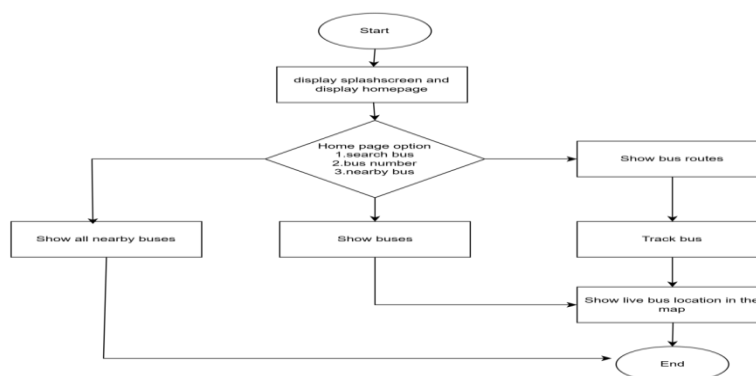 Start
display splashscreen and
display homepage
Home page option
1.search bus
2.bus number
3.nearby bus
Show bus routes
Show all nearby buses
Show buses
Track bus
Show live bus location in the
map
End